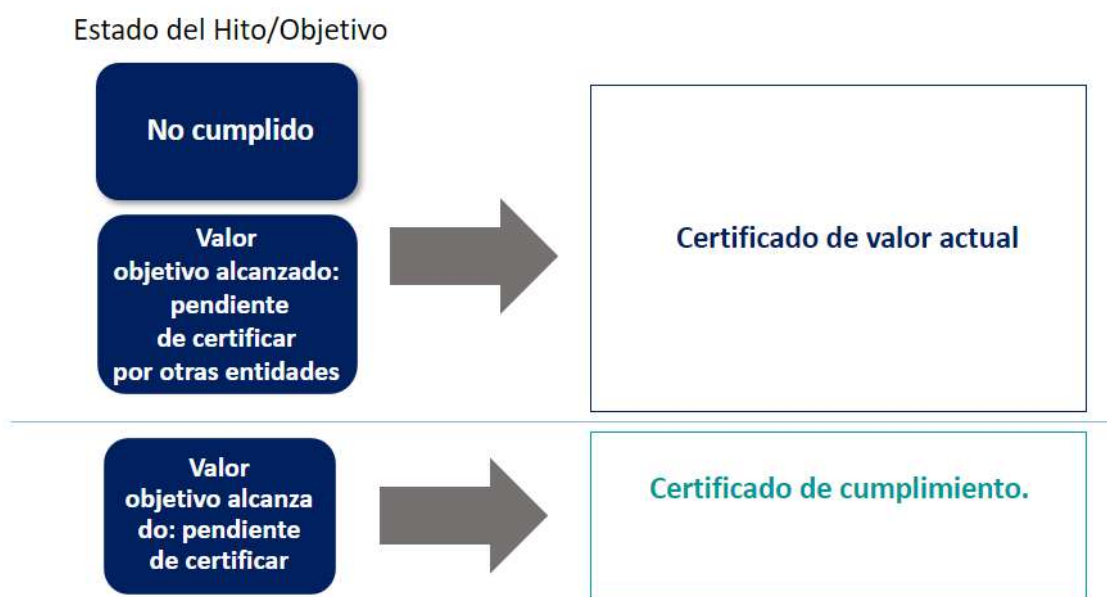 Estado del Hito/Objetivo
No cumplido
Valor
objetivo alcanzado:
pendiente
de certificar
por otras entidades
Certificado de valor actual
Valor
objetivo alcanza
do: pendiente
de certificar
Certificado de cumplimiento.